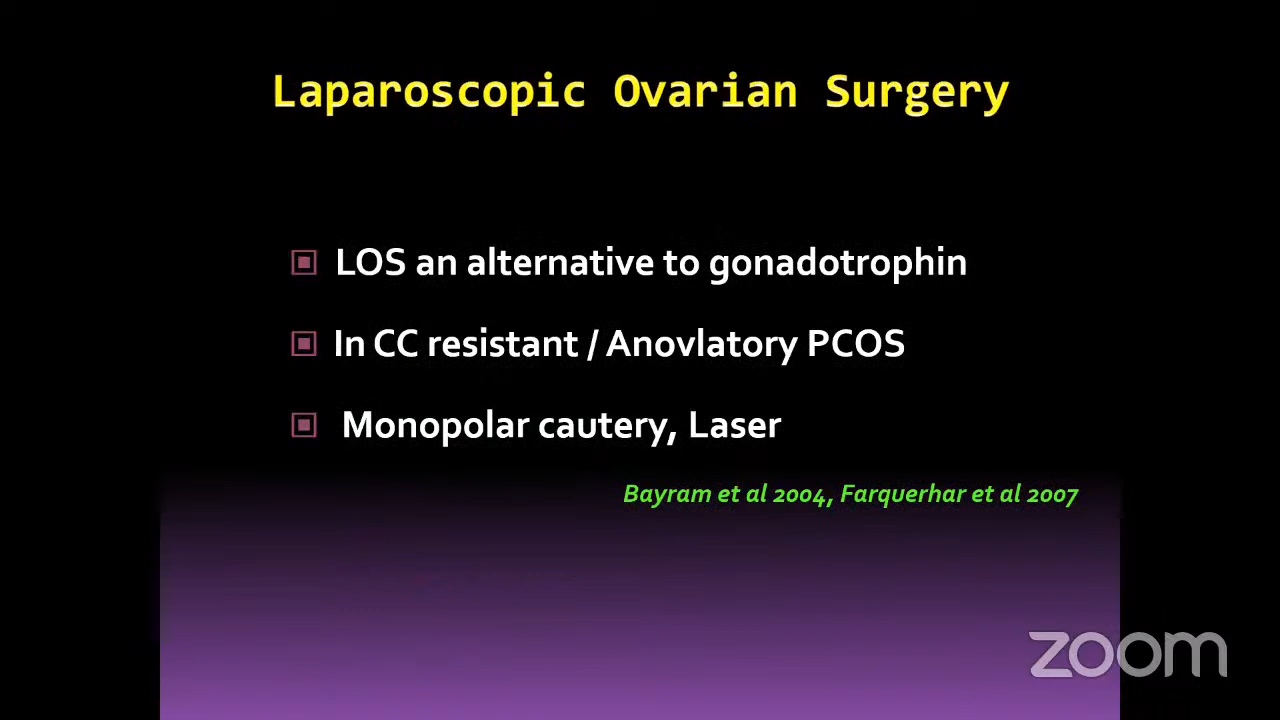 Laparoscopic Ovarian Surgery
LOS an alternative to gonadotrophin
In CC resistant / Anovlatory PCOS
Monopolar cautery, Laser
Bayram et al 2004, Farquerhar et al 2007
zoom